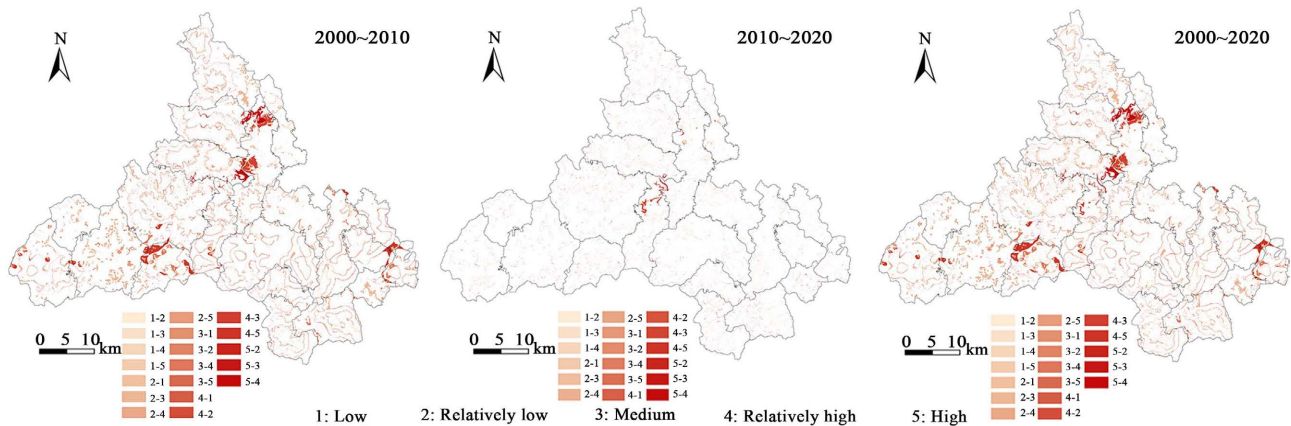 N
2000~2010
N
2010~2020
N
2000~2020
0 5 10
km
1-2 2-5 4-3
1-3 3-1 4-5
1-4 3-2 5-2
1-5 3-4 5-3
2-1 3-5 5-4
2-3 4-1
2-4 4-2
0 5 10
km
1-2 2-5 4-2
1-3 3-1 4-3
1-4 3-2 4-5
2-1 3-4 5-2
2-3 3-5 5-3
2-4 4-1 5-4
0 5 10
km
1-2 2-5 4-3
1-3 3-1 4-5
1-4 3-2 5-2
1-5 3-4 5-3
2-1 3-5 5-4
2-3 4-1
2-4 4-2
1: Low 2: Relatively low 3: Medium 4: Relatively high 5: High